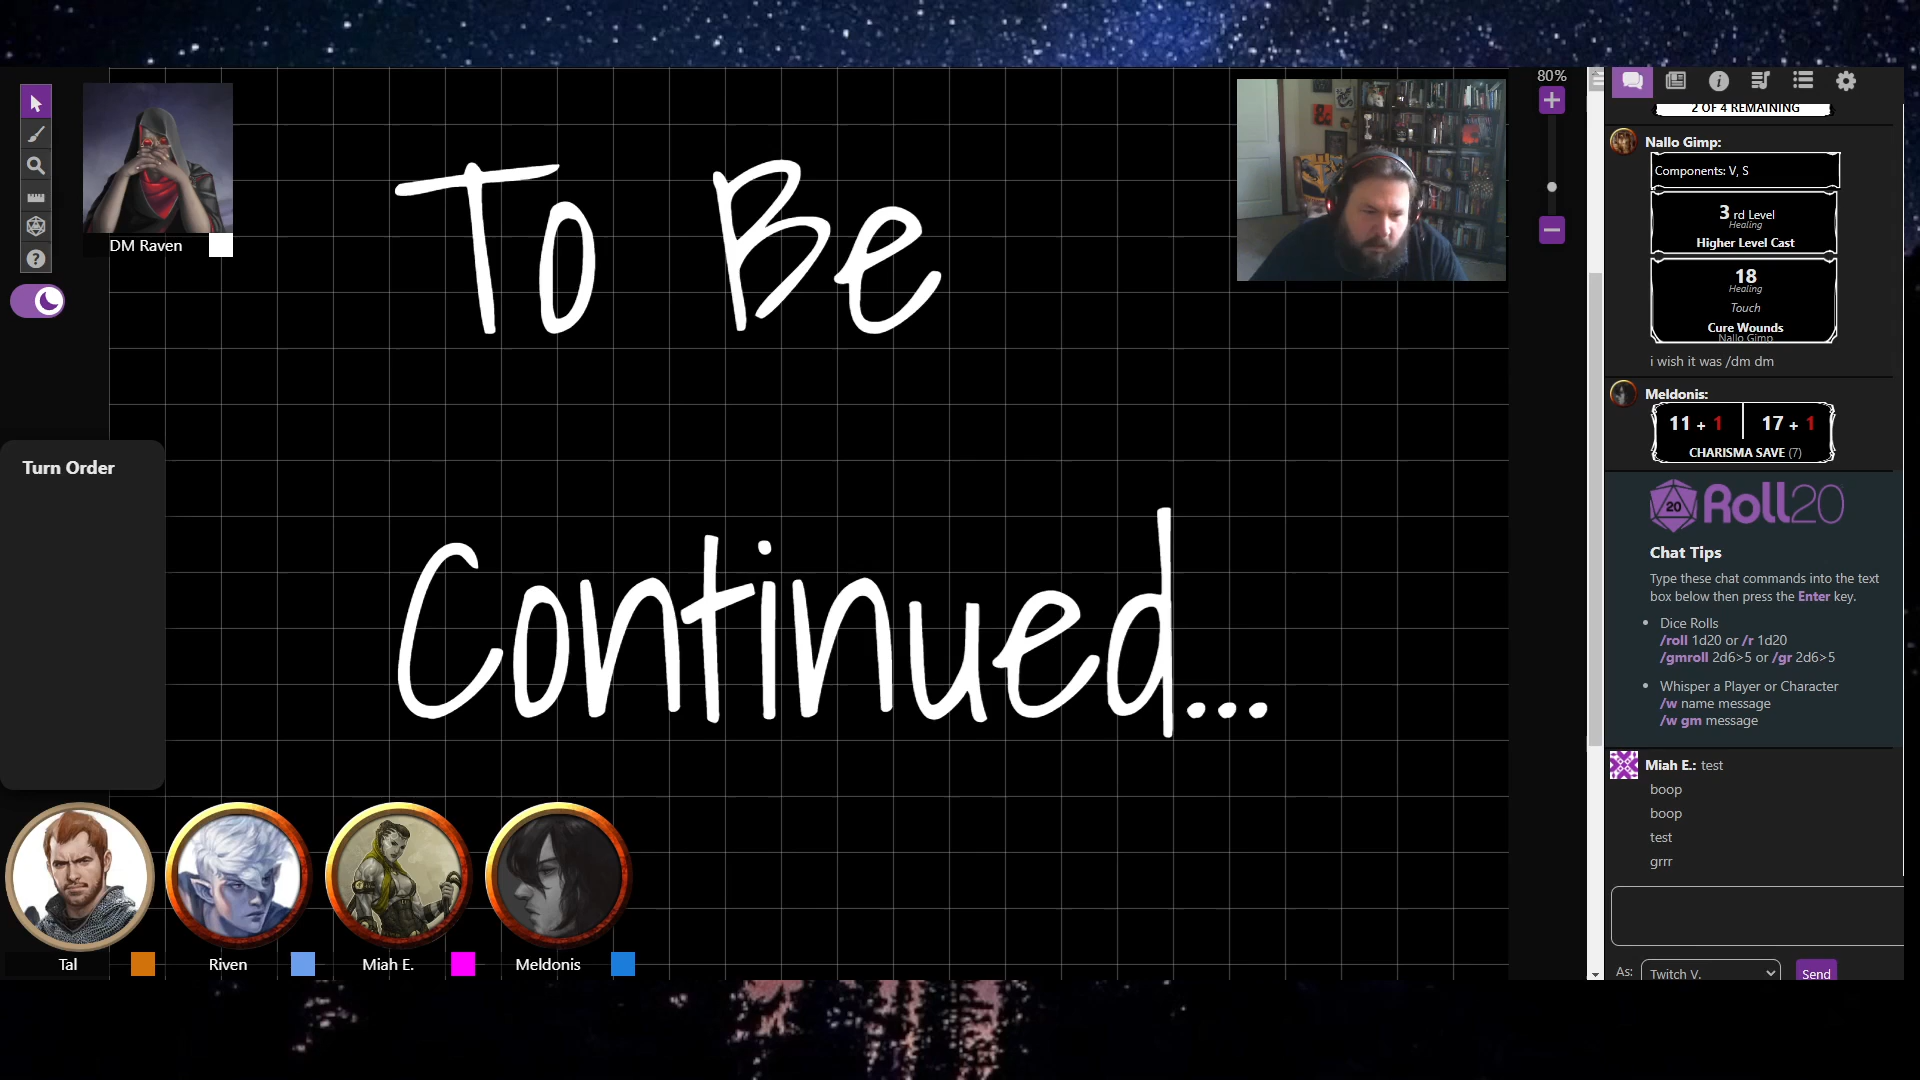 80%
DM Raven
To Be
Continued...
Turn Order
Tal
Riven
Miah E.
Meldonis
2 OF 4 REMAINING
Nallo Gimp:
Components: V, S
3 rd Level
Healing
Higher Level Cast
18
Healing
Touch
Cure Wounds
Nallo Gimp
i wish it was /dm dm
Meldonis:
11 + 1 17 + 1
CHARISMA SAVE (7)
20 Roll20
Chat Tips
Type these chat commands into the text
box below then press the Enter key.
• Dice Rolls
/roll 1d20 or /r 1d20
/gmroll 2d6>5 or /gr 2d6>5
• Whisper a Player or Character
/w name message
/w gm message
Miah E.: test
boop
boop
test
grrr
As: Twitch V. Send